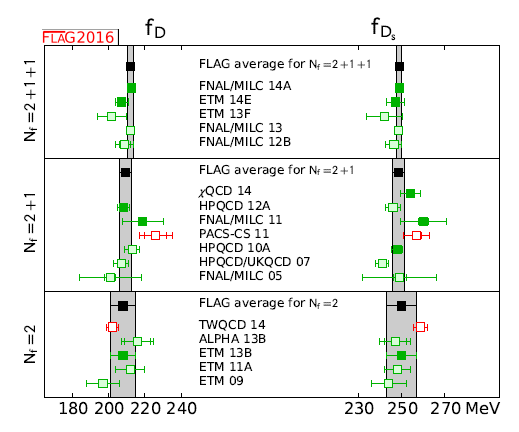 FLAG2016
f_D
f_Ds
N_f=2+1+1
FLAG average for N_f=2+1+1
FNAL/MILC 14A
ETM 14E
ETM 13F
FNAL/MILC 13
FNAL/MILC 12B
N_f=2+1
FLAG average for N_f=2+1
χQCD 14
HPQCD 12A
FNAL/MILC 11
PACS-CS 11
HPQCD 10A
HPQCD/UKQCD 07
FNAL/MILC 05
N_f=2
FLAG average for N_f=2
TWQCD 14
ALPHA 13B
ETM 13B
ETM 11A
ETM 09
180 200 220 240 230 250 270 MeV